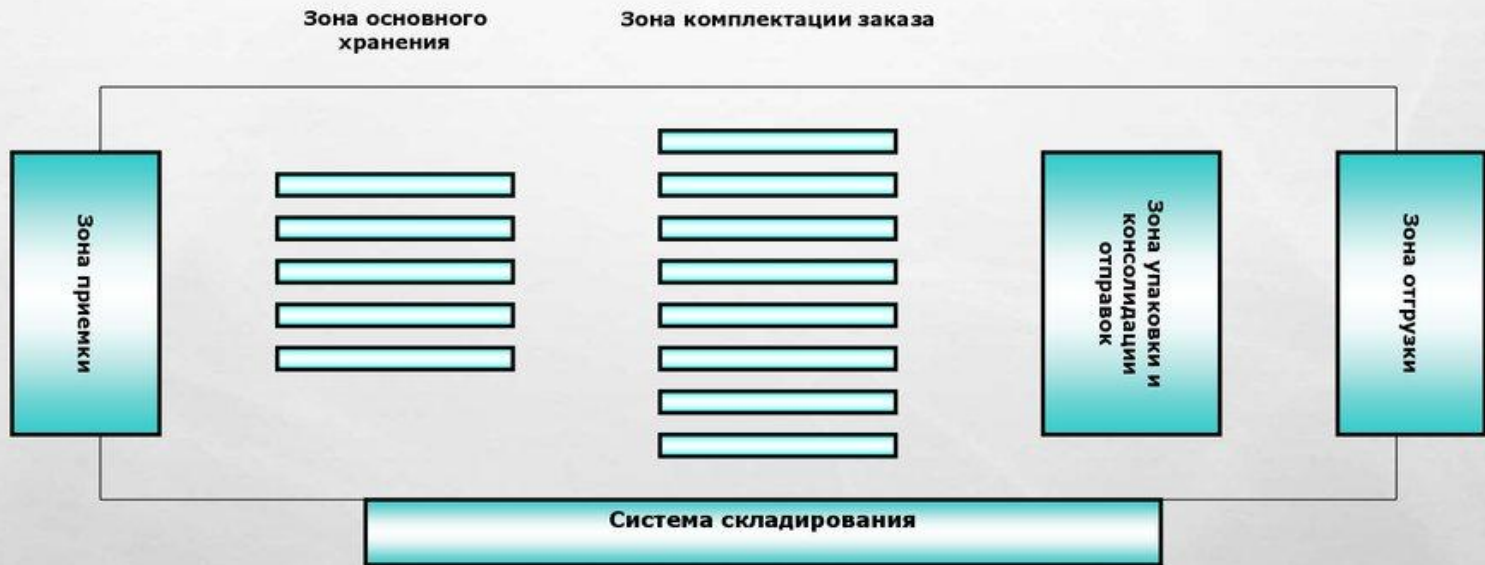 Зона основного
хранения
Зона комплектации заказа
Зона приемки
Зона упаковки и
консолидации
отправок
Зона отгрузки
Система складирования